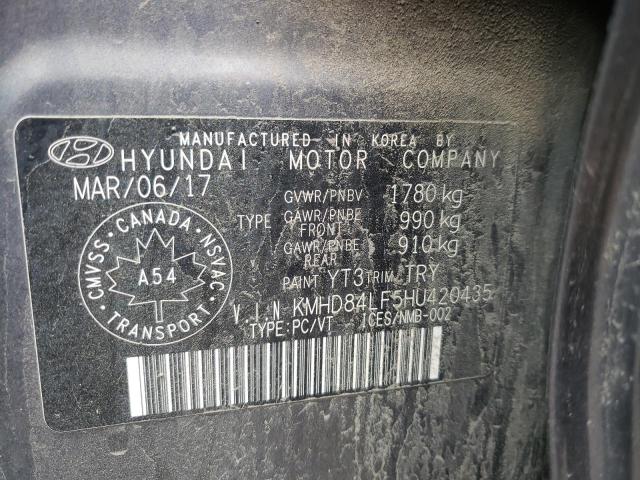 MANUFACTURED IN KOREA BY
HYUNDAI MOTOR COMPANY
MAR/06/17
GVWR/PNBV 1780 kg
TYPE GAWR/PNBE FRONT 990 kg
GAWR/PNBE REAR 910 kg
PAINT YT3 TRIM TRY
V I N KMHD84LF5HU420435
TYPE:PC/VT ICES/NMB-002
CMVSS CANADA NSVAC
A54
TRANSPORT